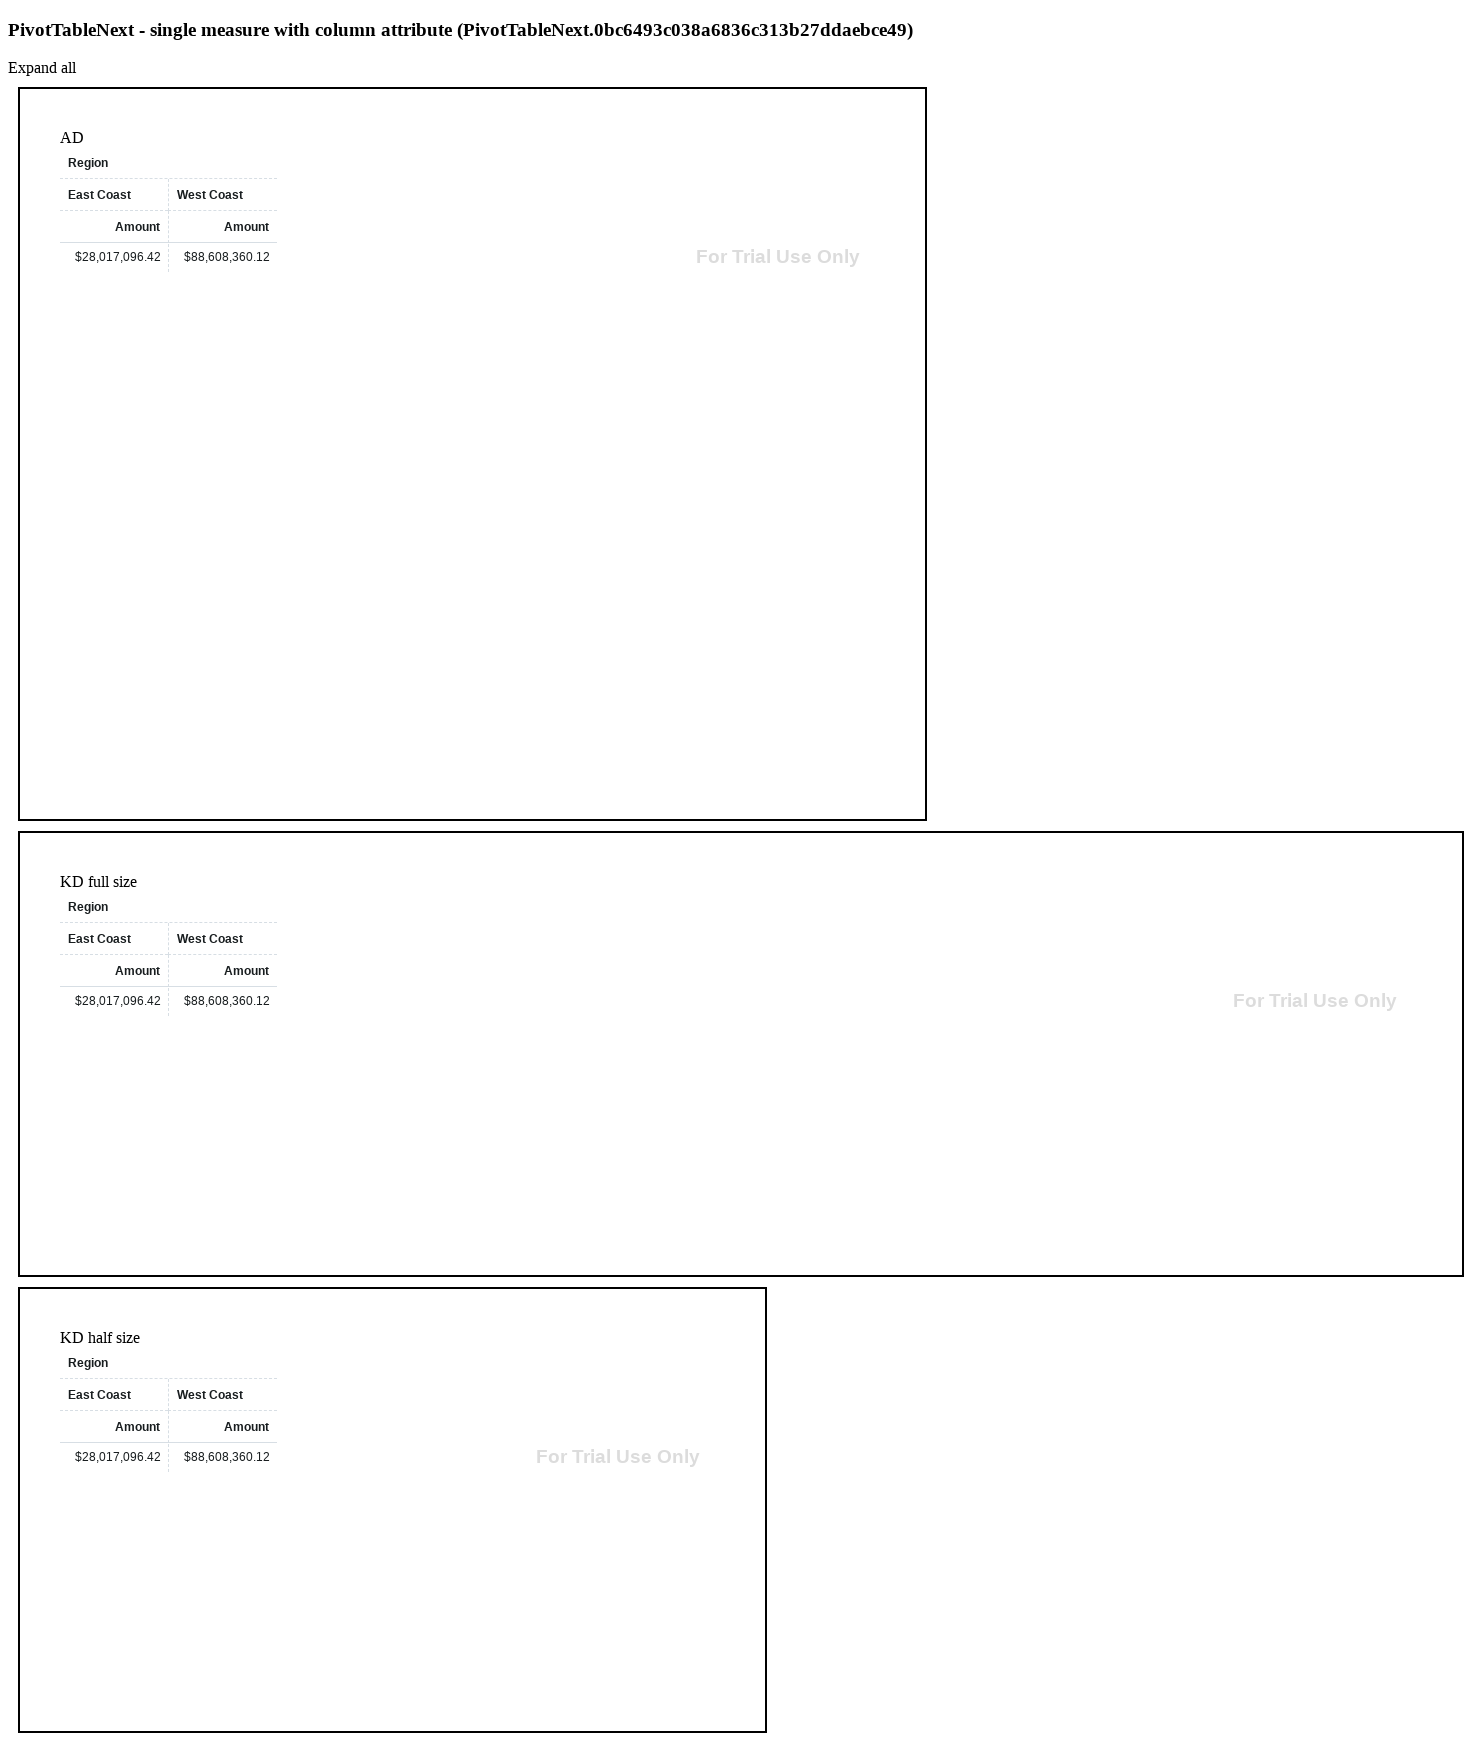 PivotTableNext - single measure with column attribute (PivotTableNext.0bc6493c038a6836c313b27ddaebce49)
Expand all
AD
Region
East Coast West Coast
Amount Amount
$28,017,096.42 $88,608,360.12 For Trial Use Only
KD full size
Region
East Coast West Coast
Amount Amount
$28,017,096.42 $88,608,360.12 For Trial Use Only
KD half size
Region
East Coast West Coast
Amount Amount
$28,017,096.42 $88,608,360.12 For Trial Use Only